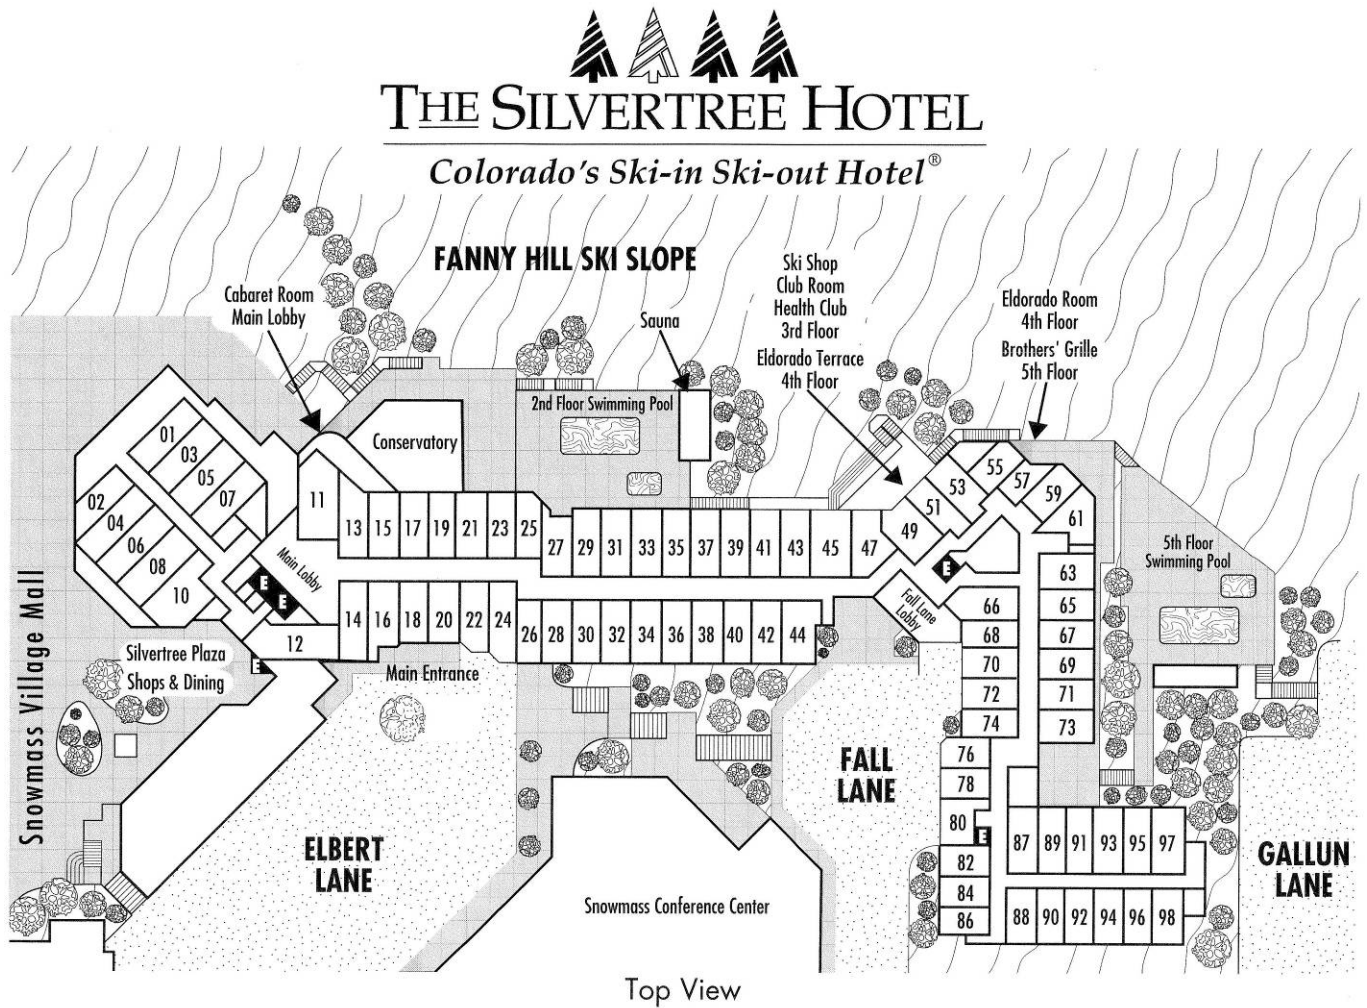 THE SILVERTREE HOTEL
Colorado's Ski-in Ski-out Hotel®
FANNY HILL SKI SLOPE
Cabaret Room
Main Lobby
Sauna
Ski Shop
Club Room
Health Club
3rd Floor
Eldorado Terrace
4th Floor
Eldorado Room
4th Floor
Brothers' Grille
5th Floor
2nd Floor Swimming Pool
Conservatory
5th Floor
Swimming Pool
01
03
05
07
02
04
06
08
10
11
13 15 17 19 21 23 25
27 29 31 33 35 37 39 41 43 45 47
49
51
53
55
57
59
61
Main Lobby
E
E
E
E
Fall Lane
Lobby
12
14 16 18 20 22 24
26 28 30 32 34 36 38 40 42 44
63
65
67
69
71
73
66
68
70
72
74
76
78
80
E
82
84
86
87 89 91 93 95 97
88 90 92 94 96 98
Silvertree Plaza
Shops & Dining
Main Entrance
Snowmass Village Mall
ELBERT
LANE
FALL
LANE
GALLUN
LANE
Snowmass Conference Center
Top View